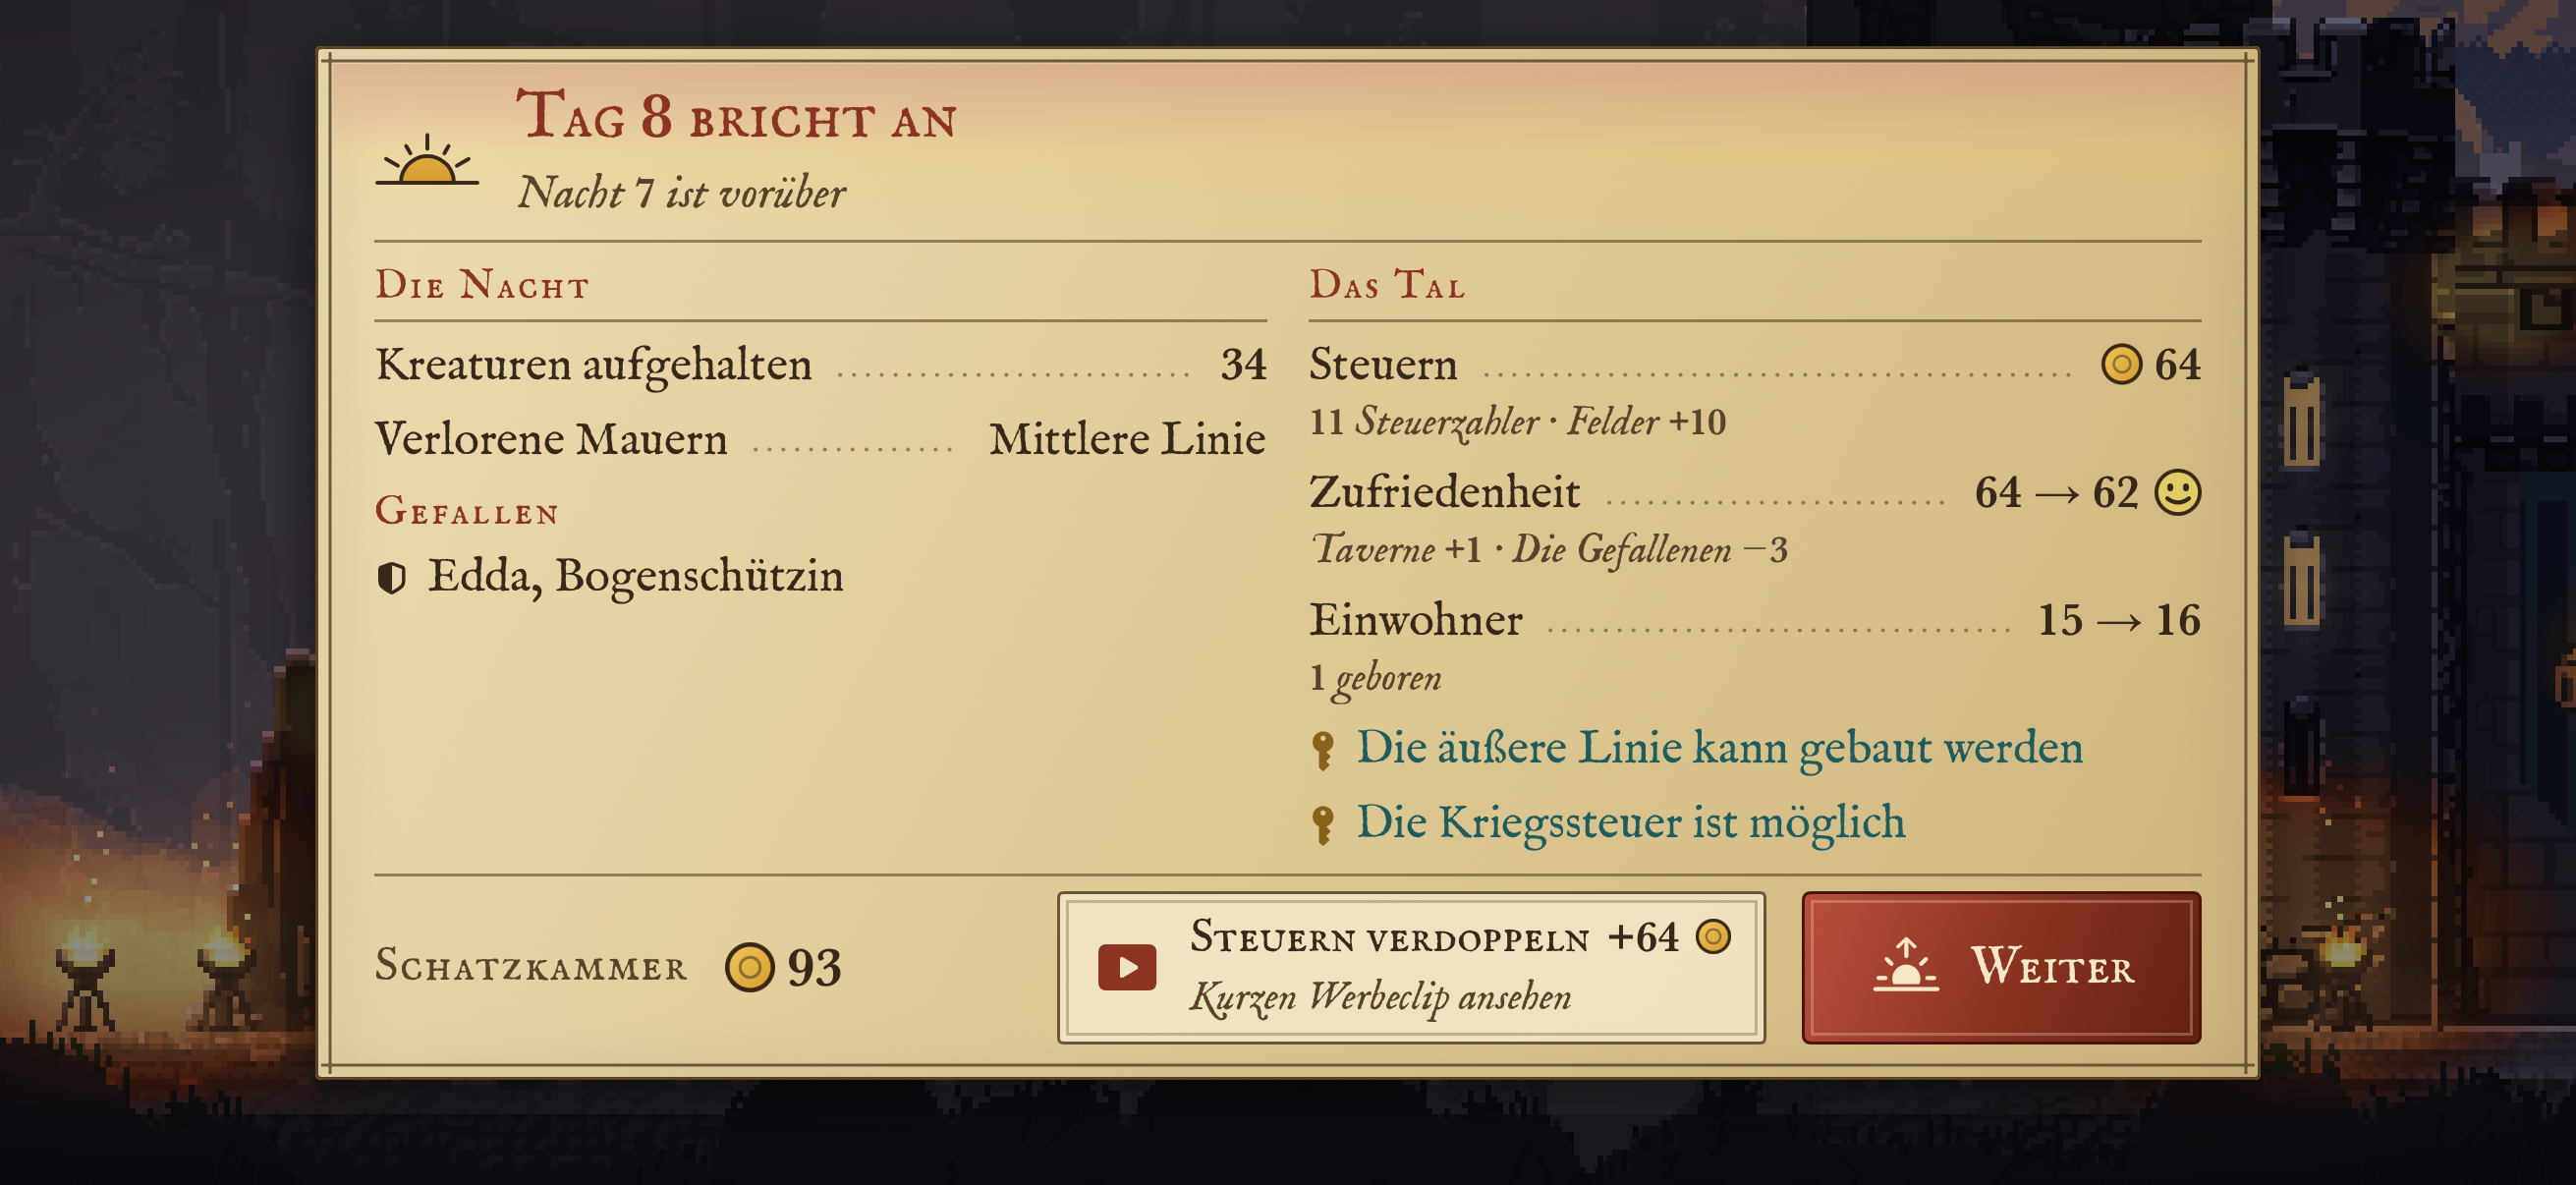 Tag 8 bricht an
Nacht 7 ist vorüber
Die Nacht
Kreaturen aufgehalten 34
Verlorene Mauern Mittlere Linie
Gefallen
Edda, Bogenschützin
Das Tal
Steuern 64
11 Steuerzahler · Felder +10
Zufriedenheit 64 → 62
Taverne +1 · Die Gefallenen −3
Einwohner 15 → 16
1 geboren
Die äußere Linie kann gebaut werden
Die Kriegssteuer ist möglich
Schatzkammer 93
Steuern verdoppeln +64
Kurzen Werbeclip ansehen
Weiter